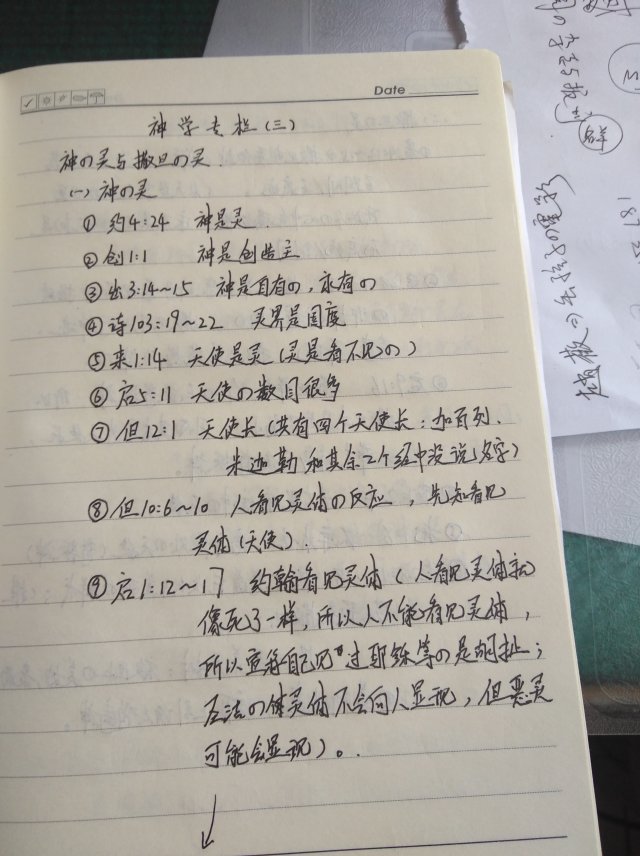 Date
神学专栏(三)
神の灵与撒旦の灵.
(一) 神の灵
① 约4:24 神是灵
② 创1:1 神是创造主
③ 出3:14~15 神是自有の,永有の
④ 诗103:19~22 灵界是国度
⑤ 来1:14 天使是灵(灵是看不见の)
⑥ 启5:11 天使の数目很多
⑦ 但12:1 天使长(共有四个天使长:加百列、
米迦勒和其余2个经中没说名字)
⑧ 但10:6~10 人看见灵体の反应,先知看见
灵体(天使).
⑨ 启1:12~17 约翰看见灵体(人看见灵体就
像死了一样,所以人不能看见灵体,
所以宣称自己见过耶稣等の是胡扯;
合法の 灵体不会向人显现,但恶灵
可能会显现)。